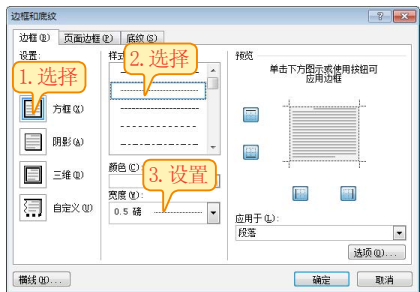 边框和底纹
边框(B) 页面边框(P) 底纹(S)
设置:
1.选择
方框(X)
阴影(A)
三维(D)
自定义(U)
2.选择
颜色(C):
3.设置
宽度(W):
0.5 磅
预览
单击下方图示或使用按钮可
应用边框
应用于(L):
段落
选项(O)...
横线(H)...
确定
取消